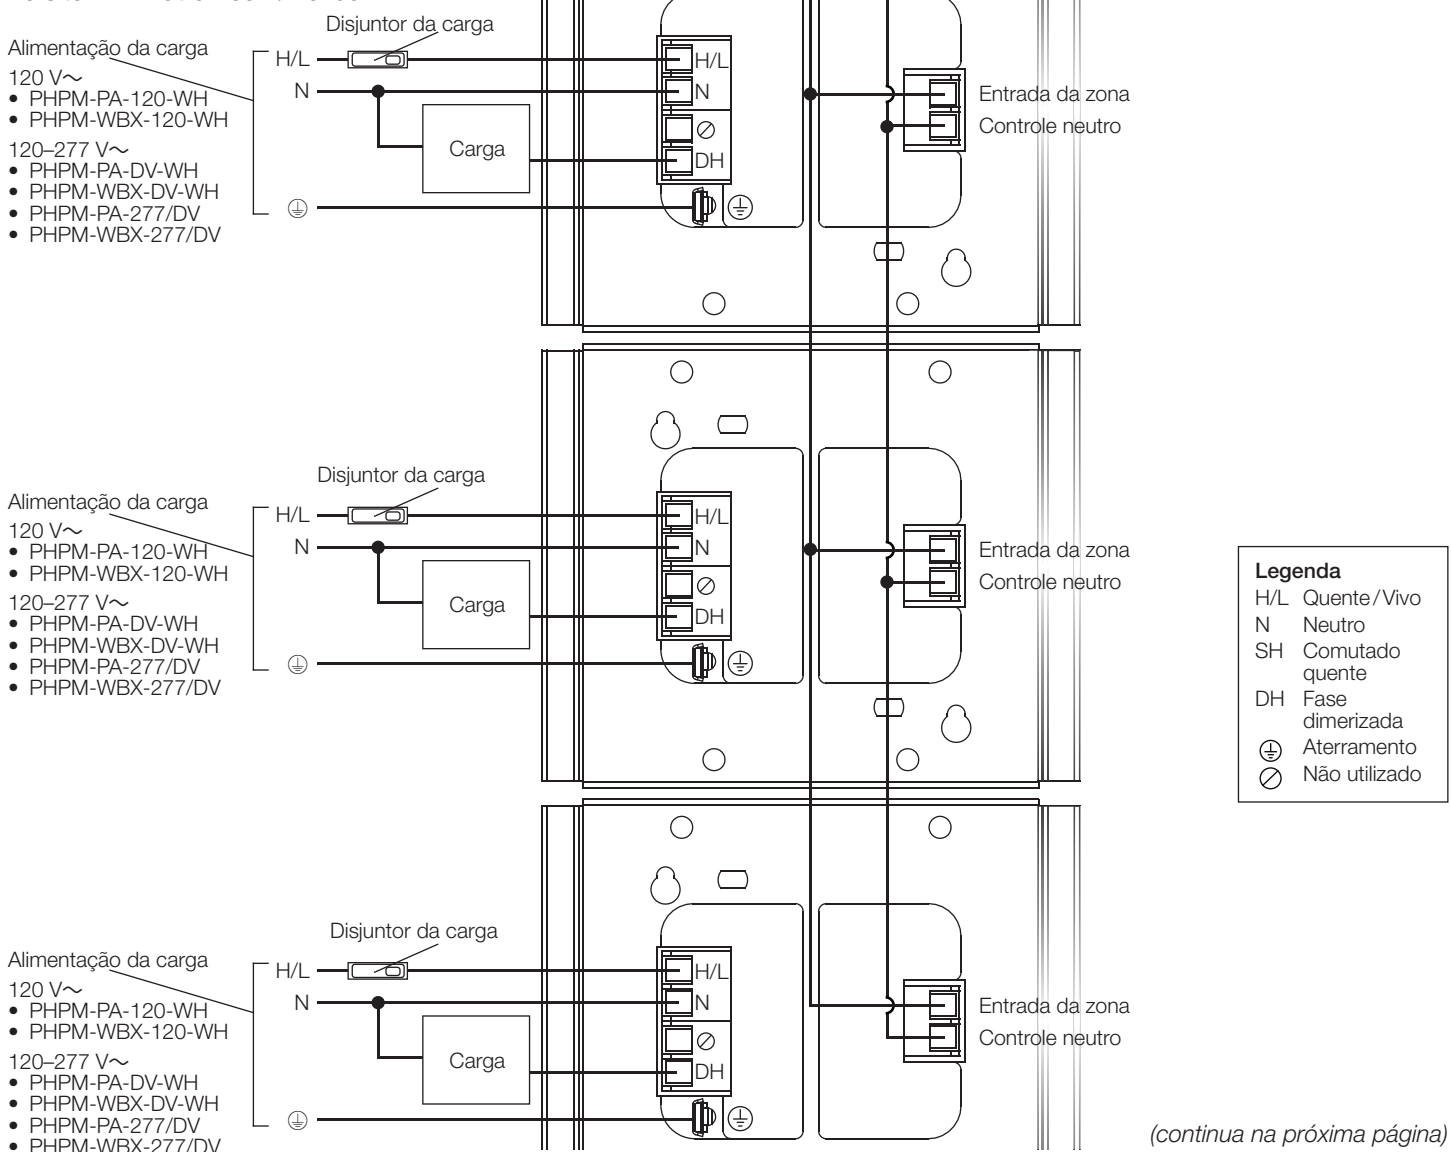 Disjuntor da carga
Alimentação da carga
120 V~
• PHPM-PA-120-WH
• PHPM-WBX-120-WH
120–277 V~
• PHPM-PA-DV-WH
• PHPM-WBX-DV-WH
• PHPM-PA-277/DV
• PHPM-WBX-277/DV
H/L
N
Carga
H/L
N
DH
Entrada da zona
Controle neutro
Disjuntor da carga
Alimentação da carga
120 V~
• PHPM-PA-120-WH
• PHPM-WBX-120-WH
120–277 V~
• PHPM-PA-DV-WH
• PHPM-WBX-DV-WH
• PHPM-PA-277/DV
• PHPM-WBX-277/DV
H/L
N
Carga
H/L
N
DH
Entrada da zona
Controle neutro
Legenda
H/L Quente/Vivo
N Neutro
SH Comutado
quente
DH Fase
dimerizada
Aterramento
Não utilizado
Disjuntor da carga
Alimentação da carga
120 V~
• PHPM-PA-120-WH
• PHPM-WBX-120-WH
120–277 V~
• PHPM-PA-DV-WH
• PHPM-WBX-DV-WH
• PHPM-PA-277/DV
• PHPM-WBX-277/DV
H/L
N
Carga
H/L
N
DH
Entrada da zona
Controle neutro
(continua na próxima página)